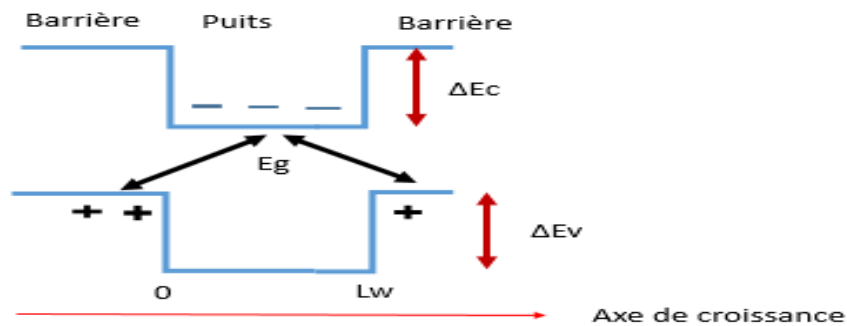 Barrière Puits Barrière
ΔEc
Eg
ΔEv
0 Lw
Axe de croissance